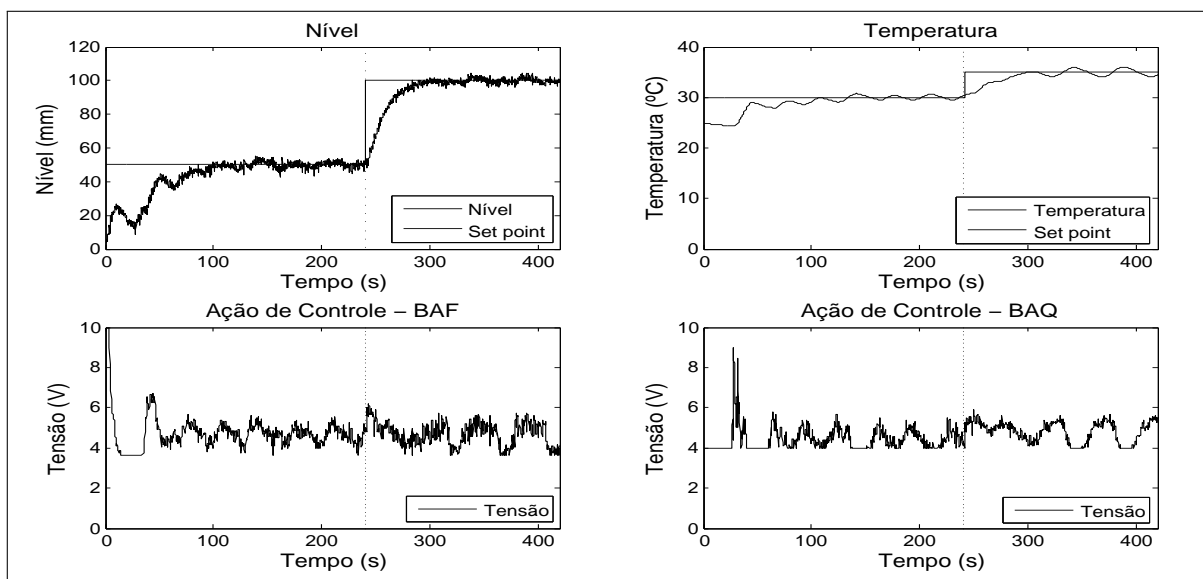 Nível
Nível (mm)
120
100
80
60
40
20
0
0 100 200 300 400
Tempo (s)
Nível
Set point
Temperatura
Temperatura (ºC)
40
30
20
10
0
0 100 200 300 400
Tempo (s)
Temperatura
Set point
Ação de Controle – BAF
Tensão (V)
10
8
6
4
2
0
0 100 200 300 400
Tempo (s)
Tensão
Ação de Controle – BAQ
Tensão (V)
10
8
6
4
2
0
0 100 200 300 400
Tempo (s)
Tensão